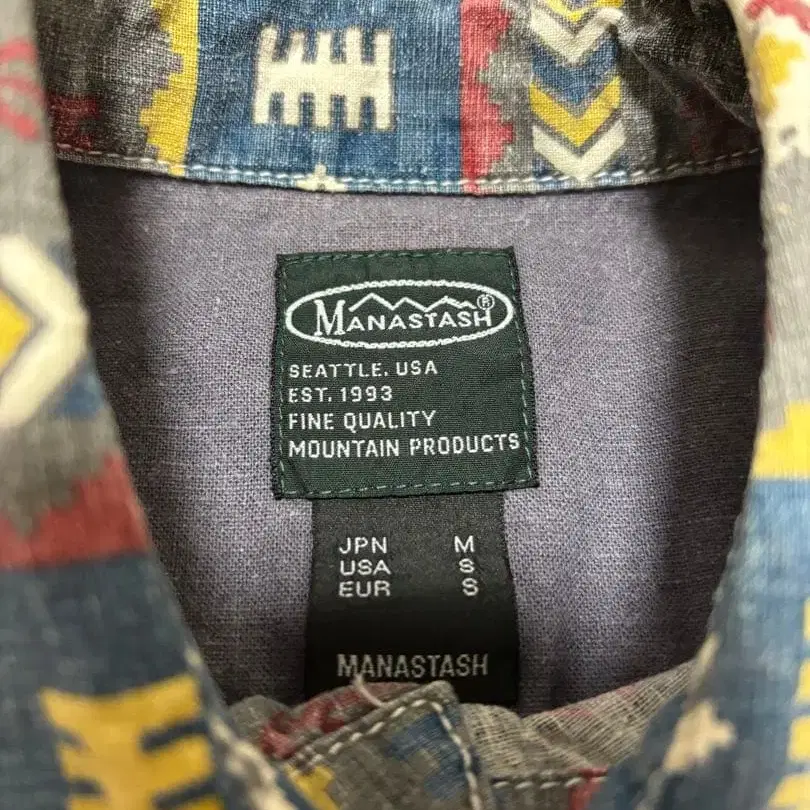 MANASTASH®
SEATTLE, USA
EST. 1993
FINE QUALITY
MOUNTAIN PRODUCTS
JPN M
USA S
EUR S
MANASTASH